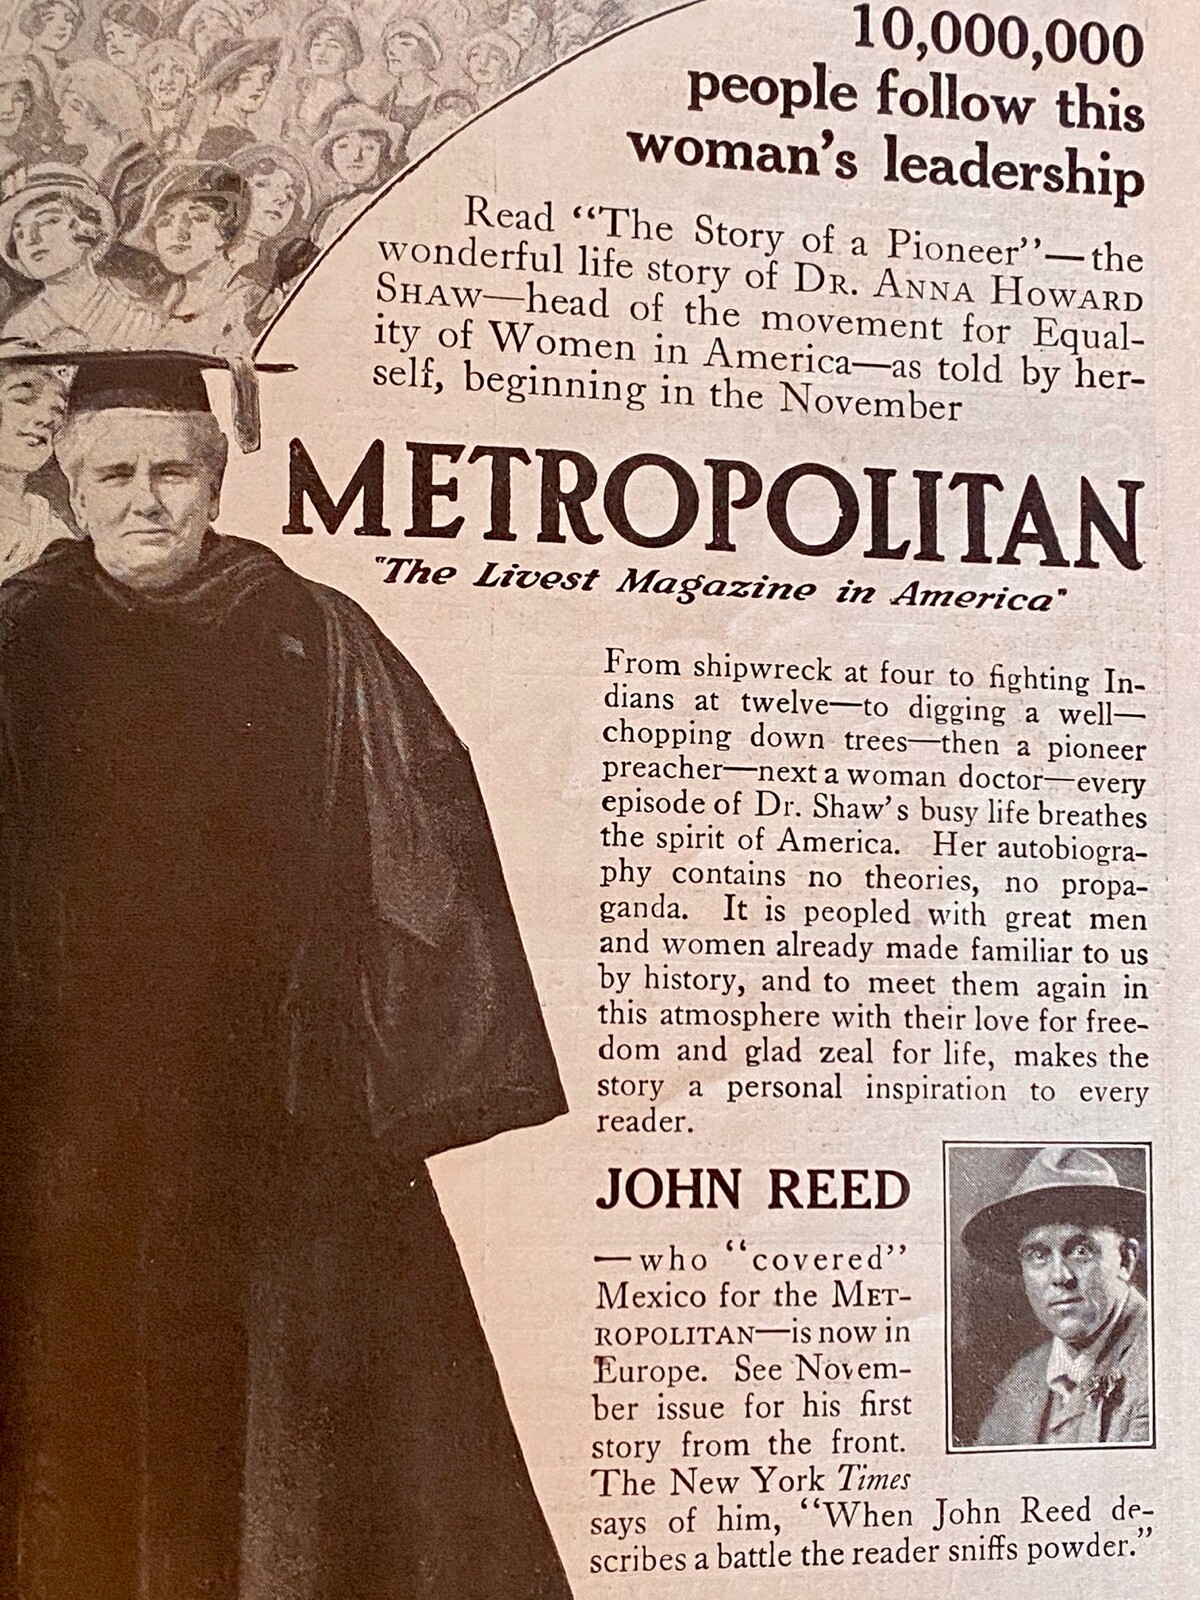 10,000,000
people follow this
woman's leadership
Read "The Story of a Pioneer"—the
wonderful life story of DR. ANNA HOWARD
SHAW—head of the movement for Equal-
ity of Women in America—as told by her-
self, beginning in the November
METROPOLITAN
"The Livest Magazine in America"
From shipwreck at four to fighting In-
dians at twelve—to digging a well—
chopping down trees—then a pioneer
preacher—next a woman doctor—every
episode of Dr. Shaw's busy life breathes
the spirit of America. Her autobiogra-
phy contains no theories, no propa-
ganda. It is peopled with great men
and women already made familiar to us
by history, and to meet them again in
this atmosphere with their love for free-
dom and glad zeal for life, makes the
story a personal inspiration to every
reader.
JOHN REED
—who "covered"
Mexico for the MET-
ROPOLITAN—is now in
Europe. See Novem-
ber issue for his first
story from the front.
The New York Times
says of him, "When John Reed de-
scribes a battle the reader sniffs powder."